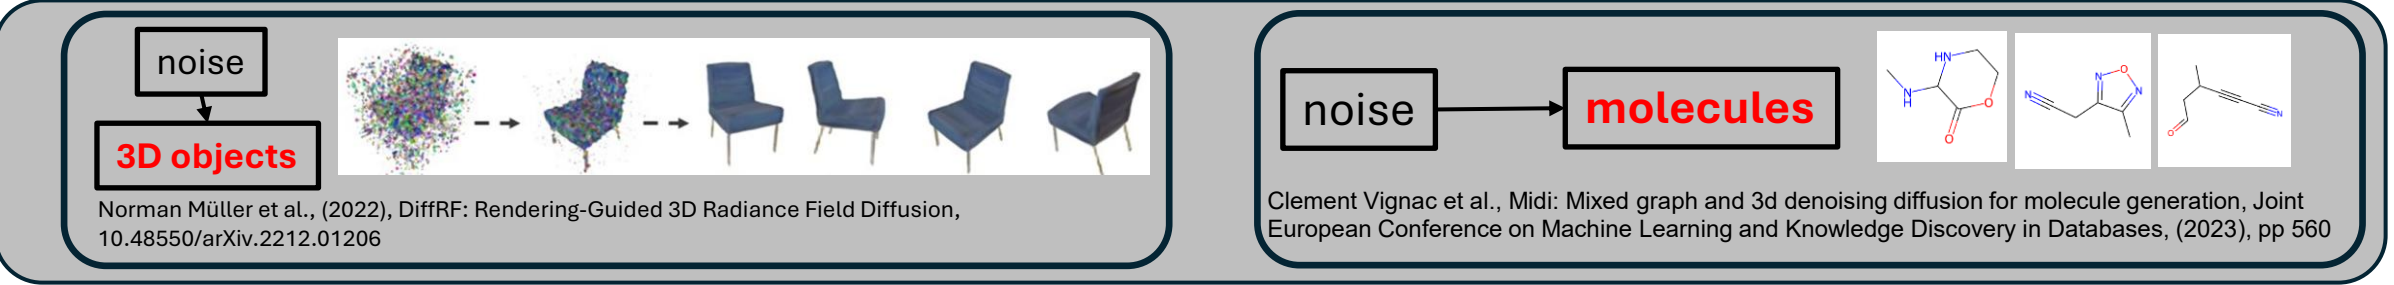 noise
3D objects
Norman Müller et al., (2022), DiffRF: Rendering-Guided 3D Radiance Field Diffusion,
10.48550/arXiv.2212.01206
noise
molecules
HN
N
H
O
O
N
N
O
N
O
N
Clement Vignac et al., Midi: Mixed graph and 3d denoising diffusion for molecule generation, Joint
European Conference on Machine Learning and Knowledge Discovery in Databases, (2023), pp 560